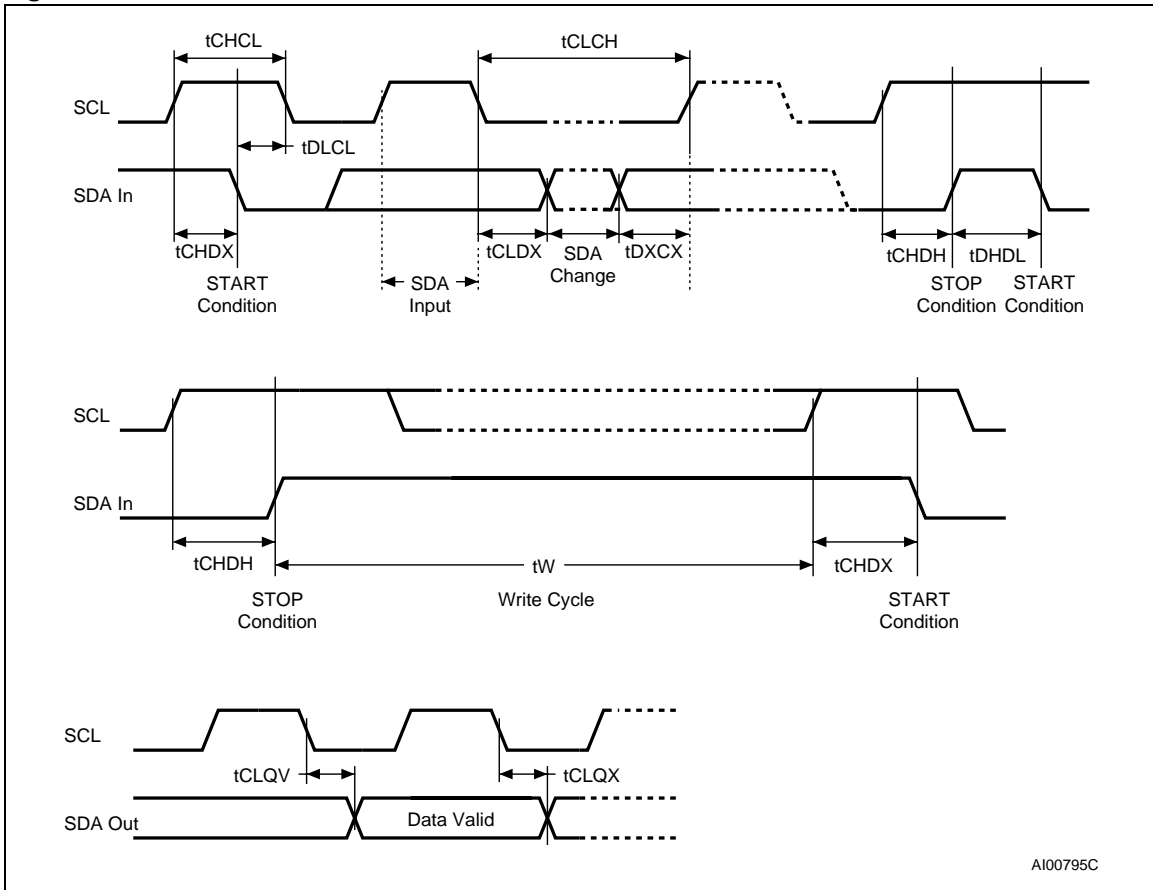 tCHCL
tCLCH
SCL
tDLCL
SDA In
tCHDX
tCLDX
SDA
Change
tDXCX
tCHDH
tDHDL
START
Condition
SDA
Input
STOP
Condition
START
Condition
SCL
SDA In
tCHDH
tW
tCHDX
STOP
Condition
Write Cycle
START
Condition
SCL
tCLQV
tCLQX
SDA Out
Data Valid
AI00795C